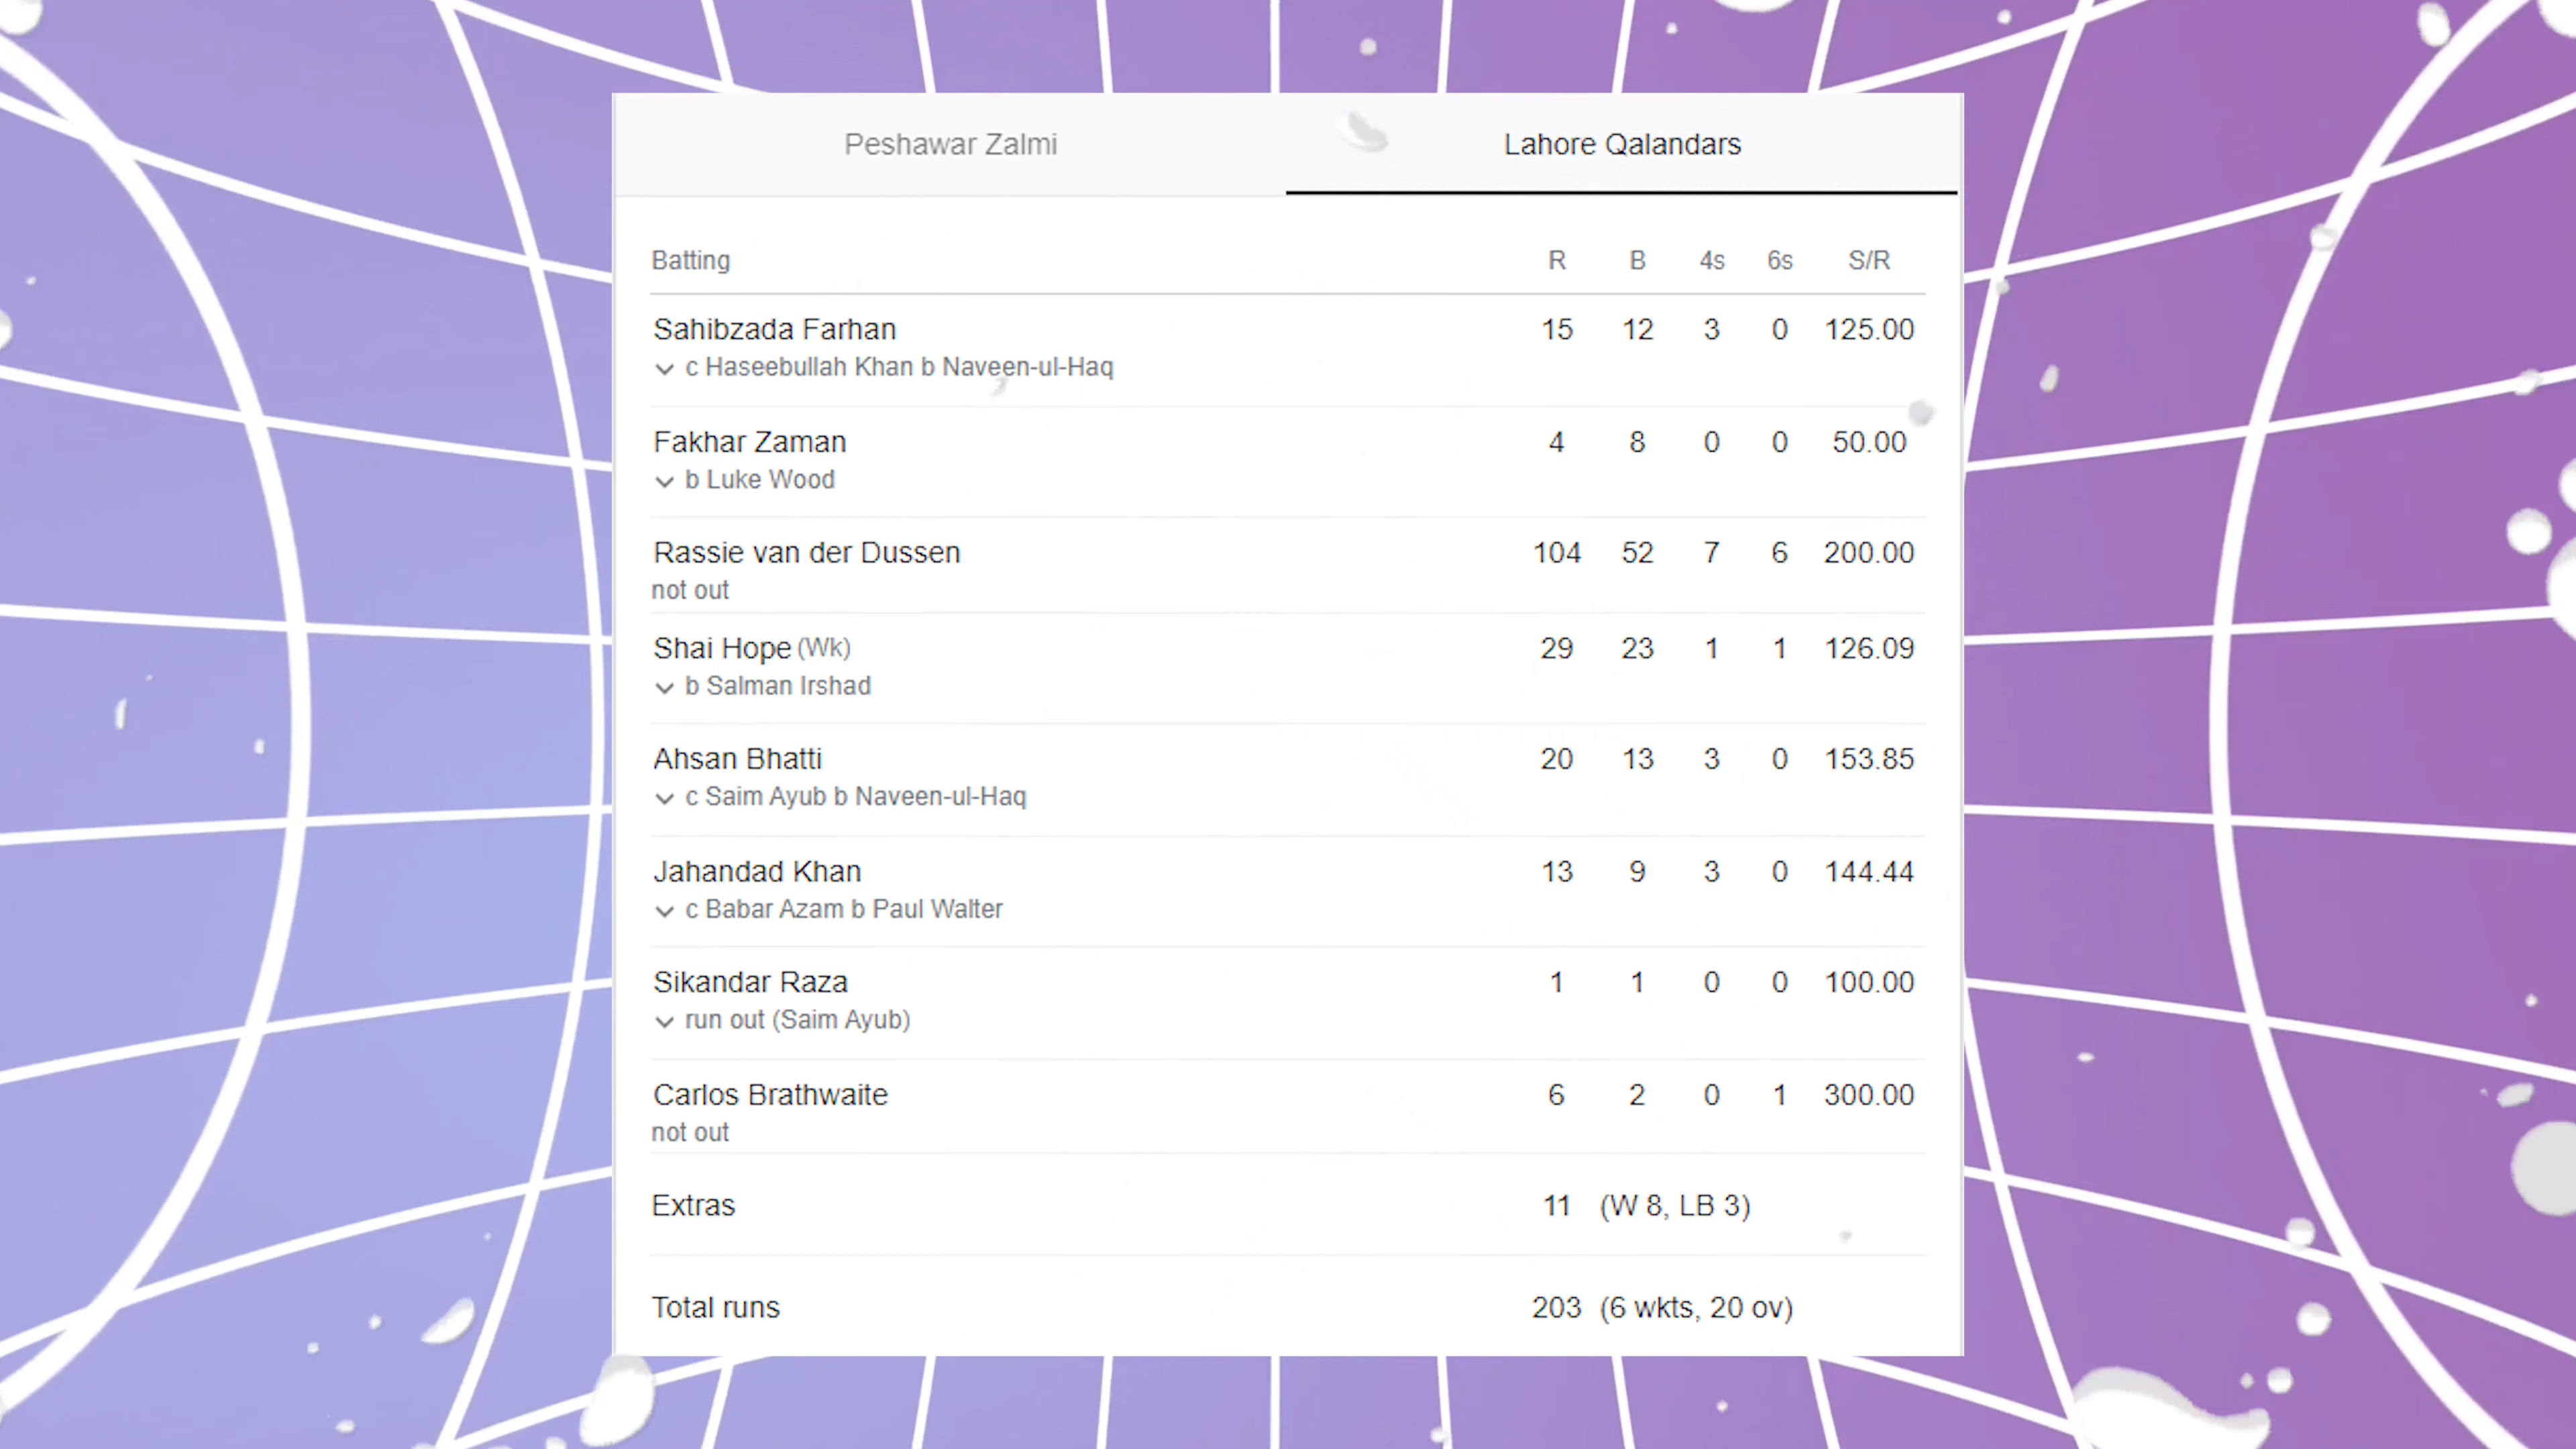 Peshawar Zalmi Lahore Qalandars
Batting R B 4s 6s S/R
Sahibzada Farhan 15 12 3 0 125.00
c Haseebullah Khan b Naveen-ul-Haq
Fakhar Zaman 4 8 0 0 50.00
b Luke Wood
Rassie van der Dussen 104 52 7 6 200.00
not out
Shai Hope (Wk) 29 23 1 1 126.09
b Salman Irshad
Ahsan Bhatti 20 13 3 0 153.85
c Saim Ayub b Naveen-ul-Haq
Jahandad Khan 13 9 3 0 144.44
c Babar Azam b Paul Walter
Sikandar Raza 1 1 0 0 100.00
run out (Saim Ayub)
Carlos Brathwaite 6 2 0 1 300.00
not out
Extras 11 (W 8, LB 3)
Total runs 203 (6 wkts, 20 ov)